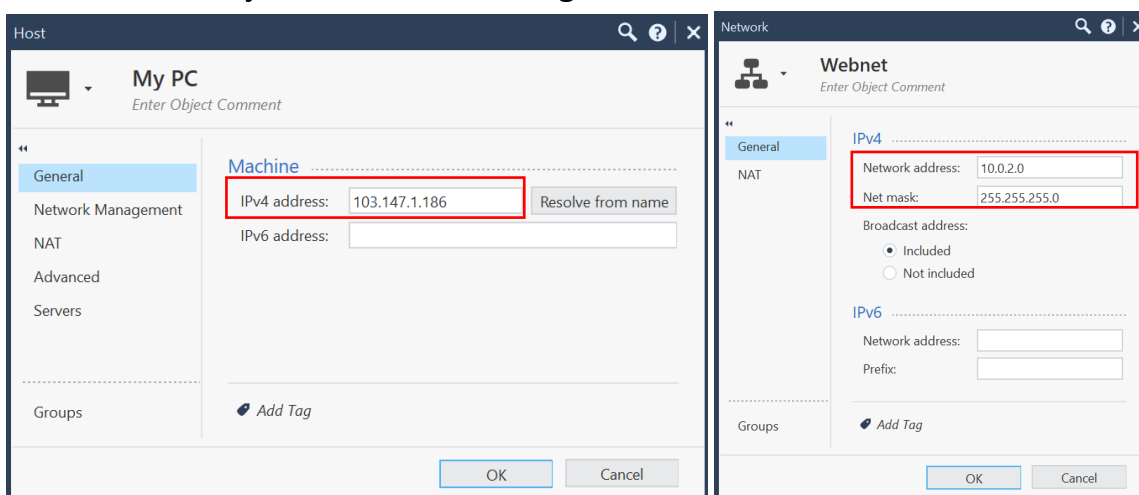 Host
My PC
Enter Object Comment
General
Network Management
NAT
Advanced
Servers
Groups
Machine
IPv4 address: 103.147.1.186 Resolve from name
IPv6 address:
Add Tag
OK Cancel
Network
Webnet
Enter Object Comment
General
NAT
Groups
IPv4
Network address: 10.0.2.0
Net mask: 255.255.255.0
Broadcast address:
Included
Not included
IPv6
Network address:
Prefix:
Add Tag
OK Cancel